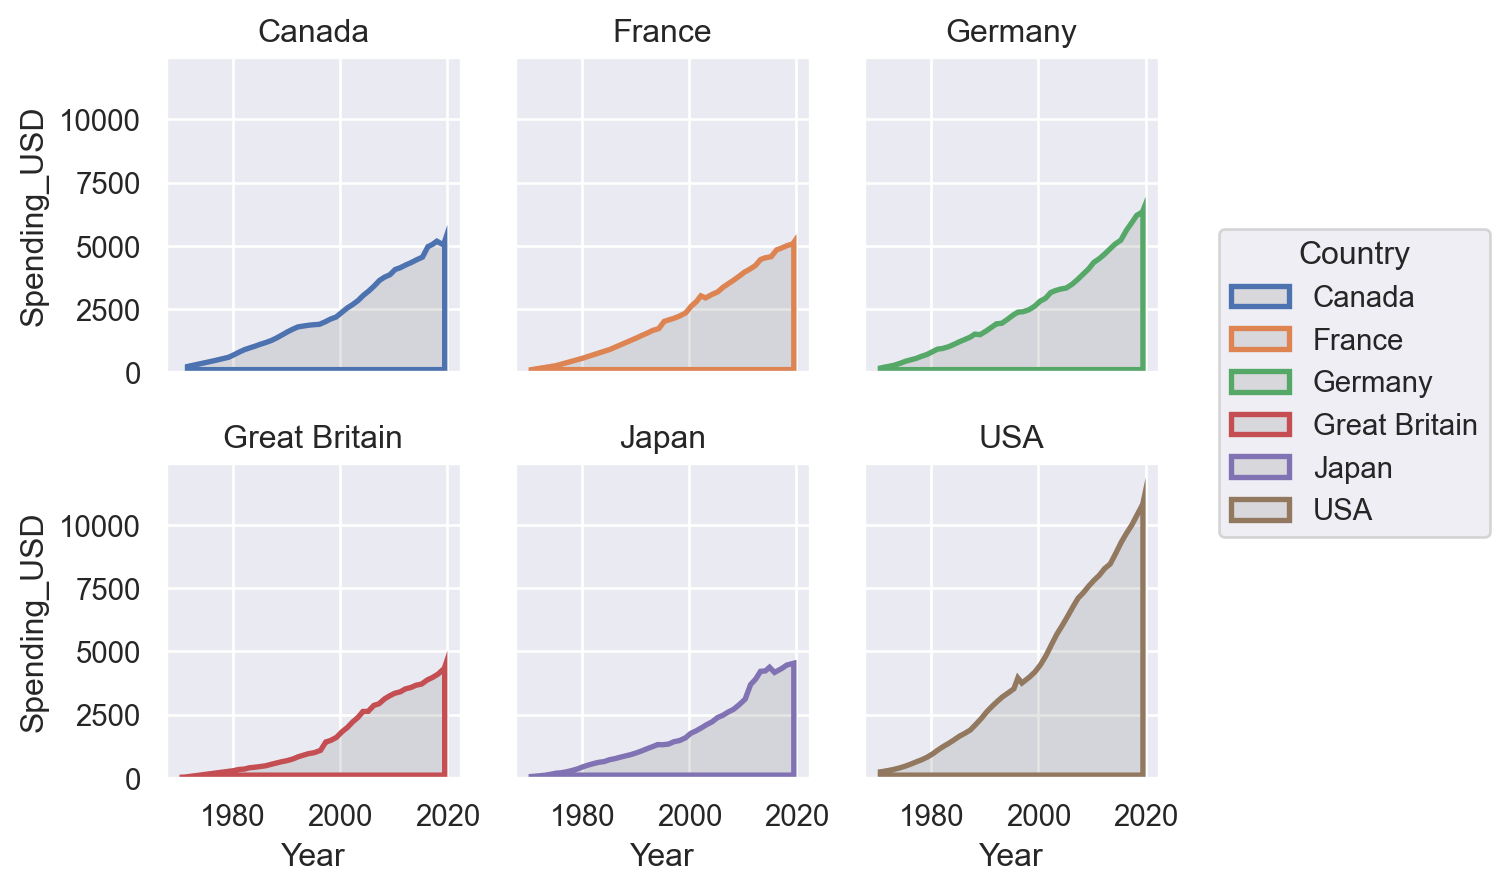 Canada
France
Germany
Spending_USD
10000
7500
5000
2500
0
Great Britain
Japan
USA
Spending_USD
10000
7500
5000
2500
0
1980 2000 2020
1980 2000 2020
1980 2000 2020
Year
Year
Year
Country
Canada
France
Germany
Great Britain
Japan
USA